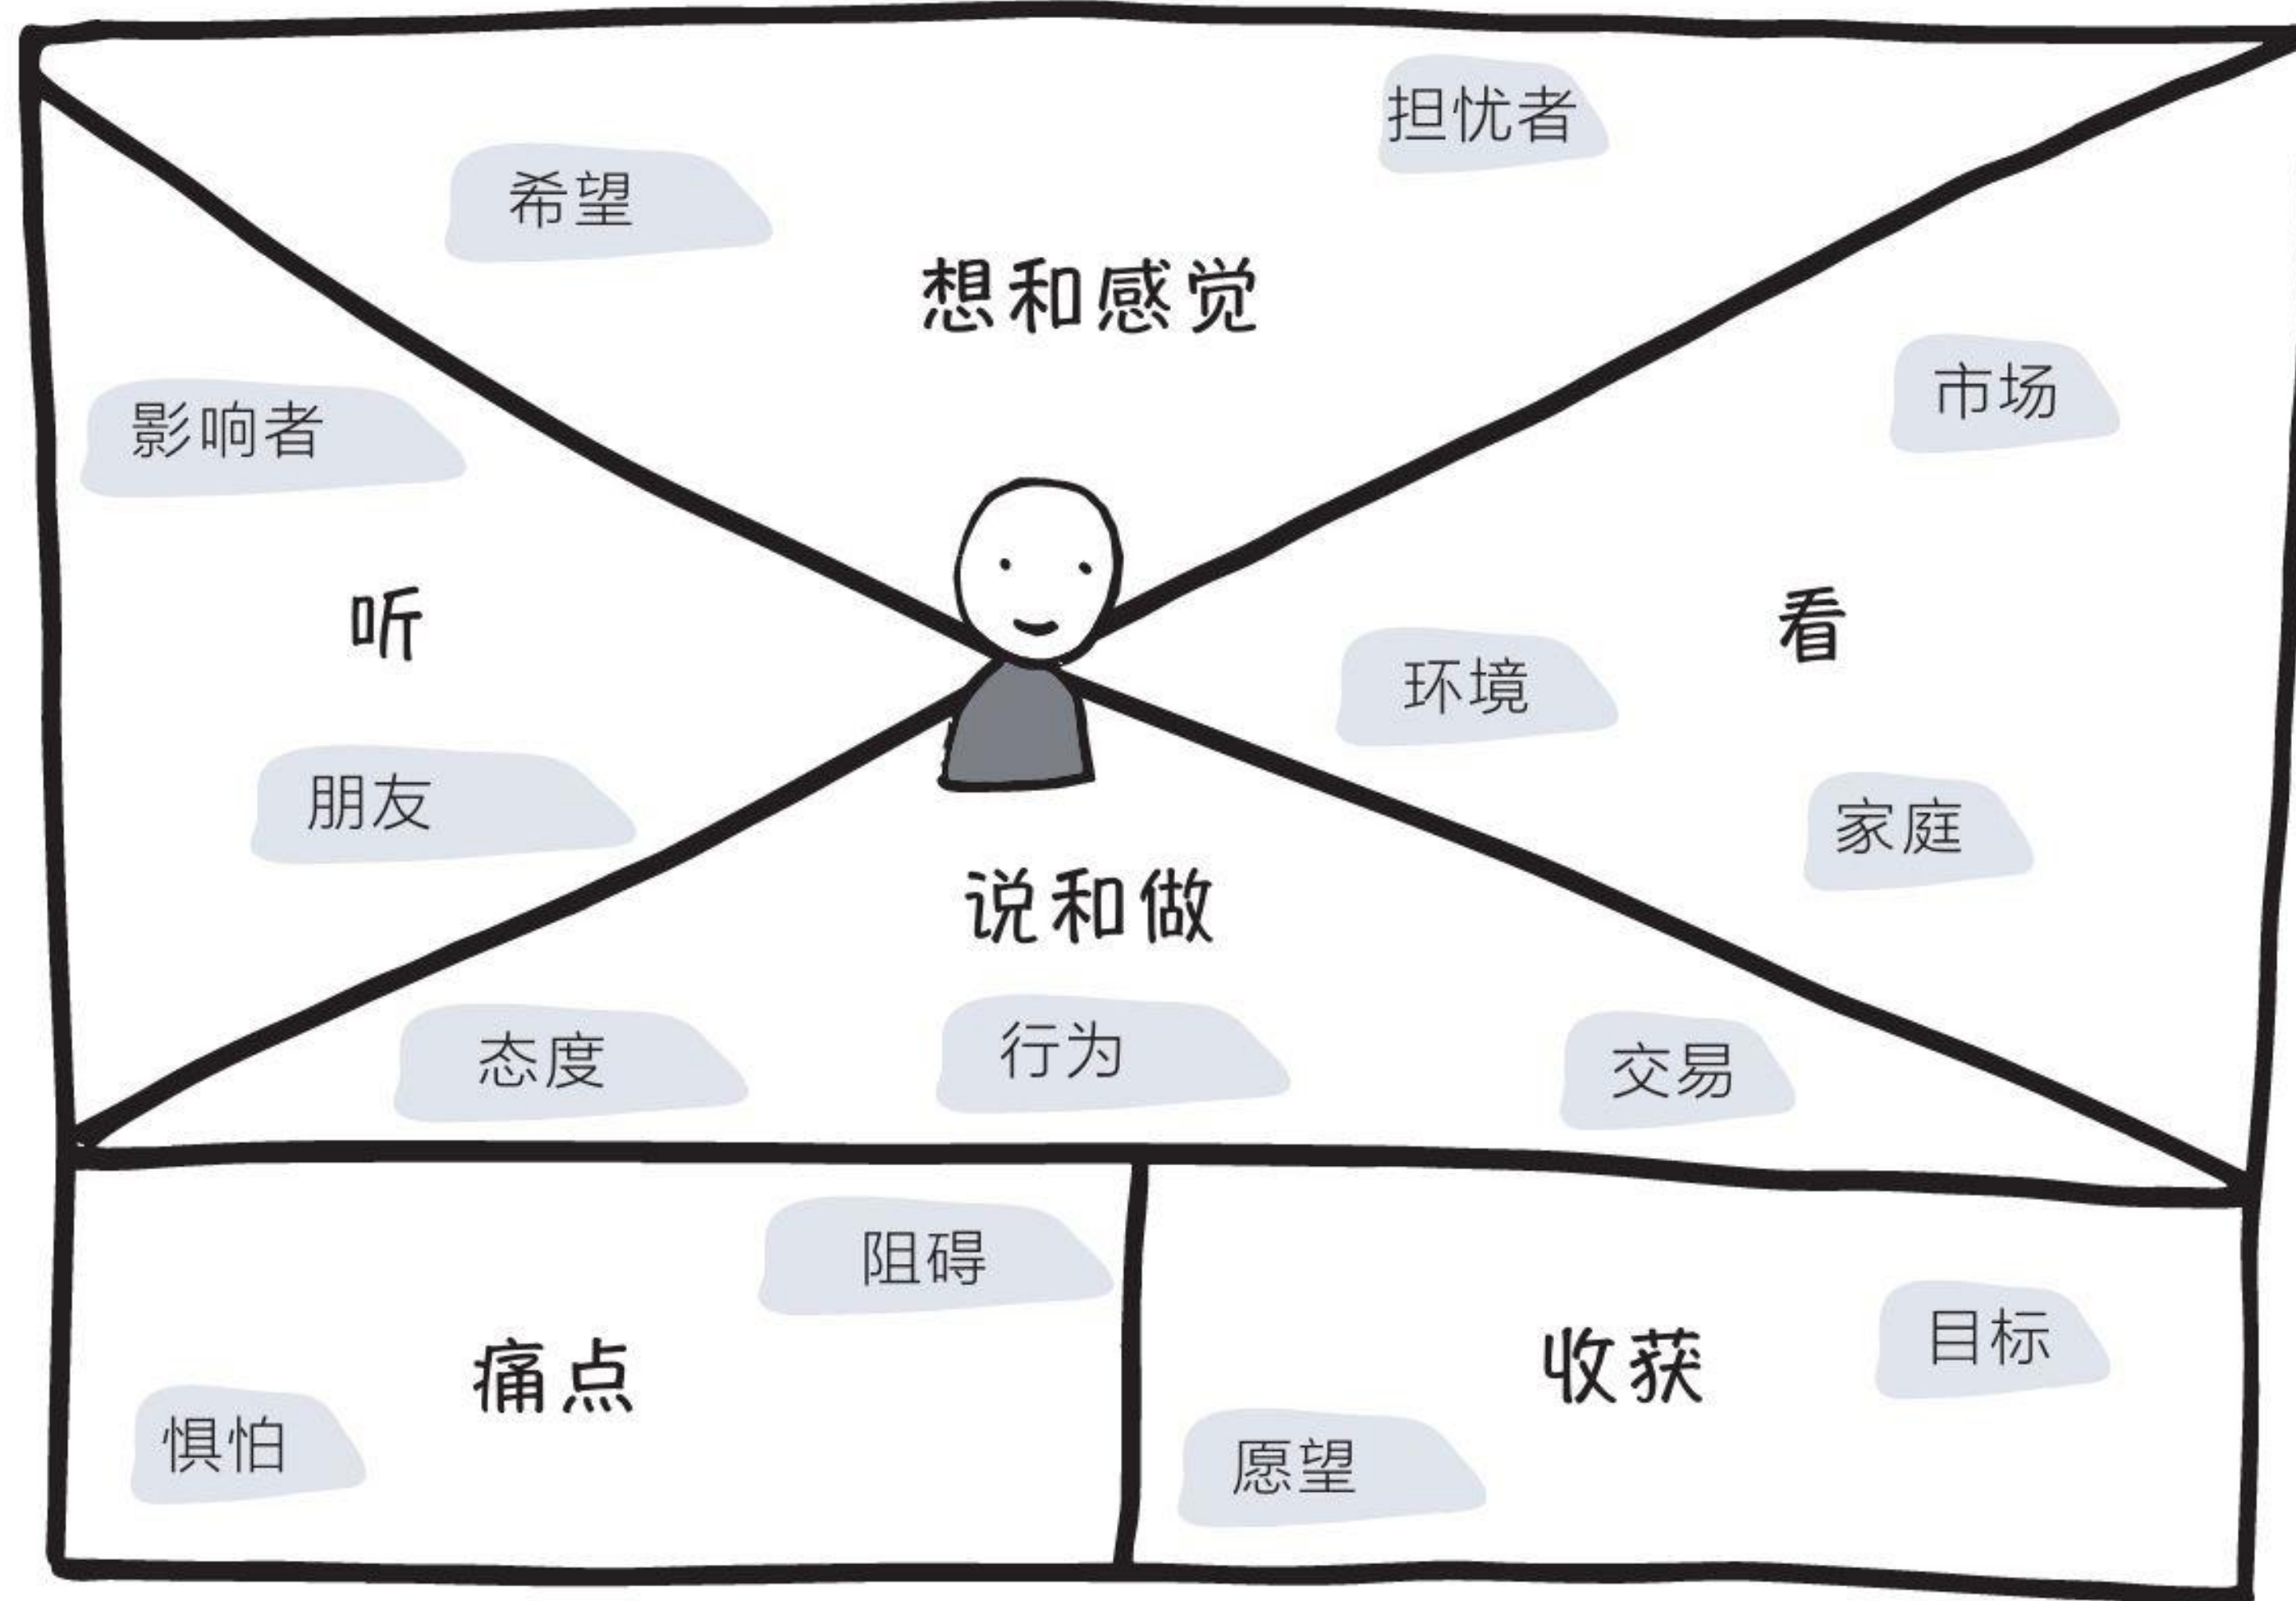 担忧者
希望
想和感觉
影响者
听
朋友
市场
看
环境
家庭
说和做
态度
行为
交易
阻碍
痛点
惧怕
目标
收获
愿望